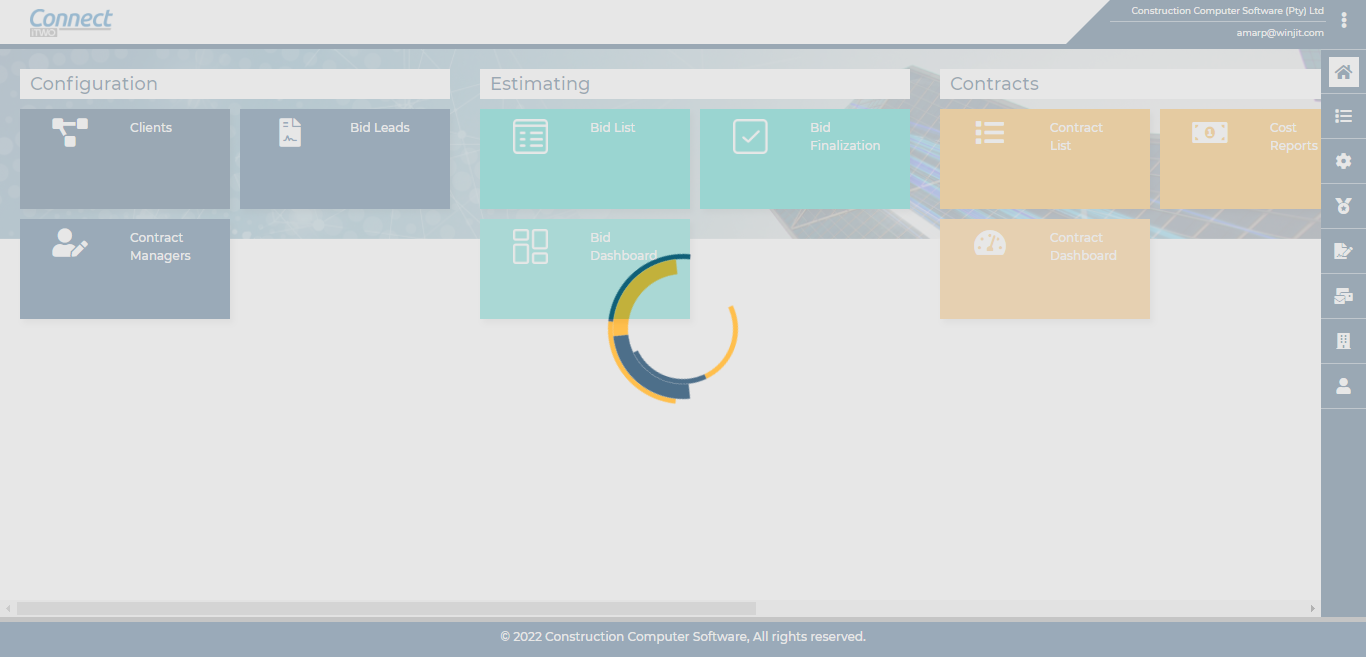 Connect
iTWO
Construction Computer Software (Pty) Ltd
amarp@winjit.com
Configuration
Clients
Bid Leads
Contract
Managers
Estimating
Bid List
Bid
Finalization
Bid
Dashboard
Contracts
Contract
List
Cost
Reports
Contract
Dashboard
© 2022 Construction Computer Software, All rights reserved.